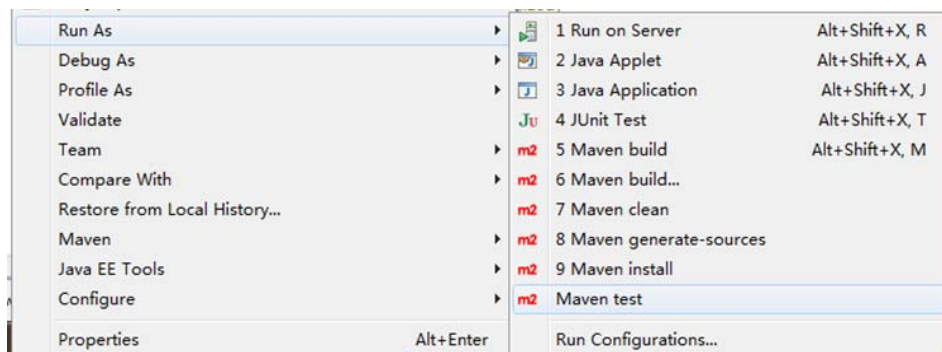 Run As
Debug As
Profile As
Validate
Team
Compare With
Restore from Local History...
Maven
Java EE Tools
Configure
Properties Alt+Enter
1 Run on Server Alt+Shift+X, R
2 Java Applet Alt+Shift+X, A
3 Java Application Alt+Shift+X, J
Ju 4 JUnit Test Alt+Shift+X, T
m2 5 Maven build Alt+Shift+X, M
m2 6 Maven build...
m2 7 Maven clean
m2 8 Maven generate-sources
m2 9 Maven install
m2 Maven test
Run Configurations...